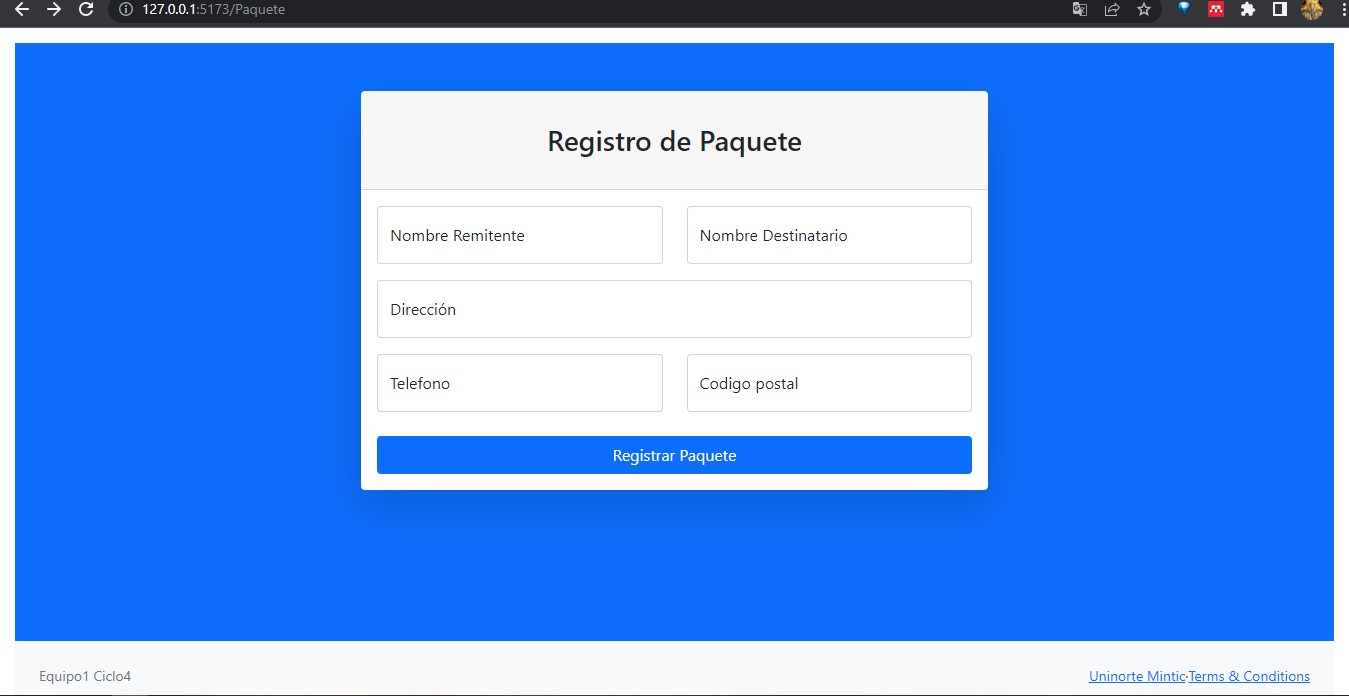 127.0.0.1:5173/Paquete
Registro de Paquete
Nombre Remitente Nombre Destinatario
Dirección
Telefono Codigo postal
Registrar Paquete
Equipo1 Ciclo4 Uninorte Mintic·Terms & Conditions